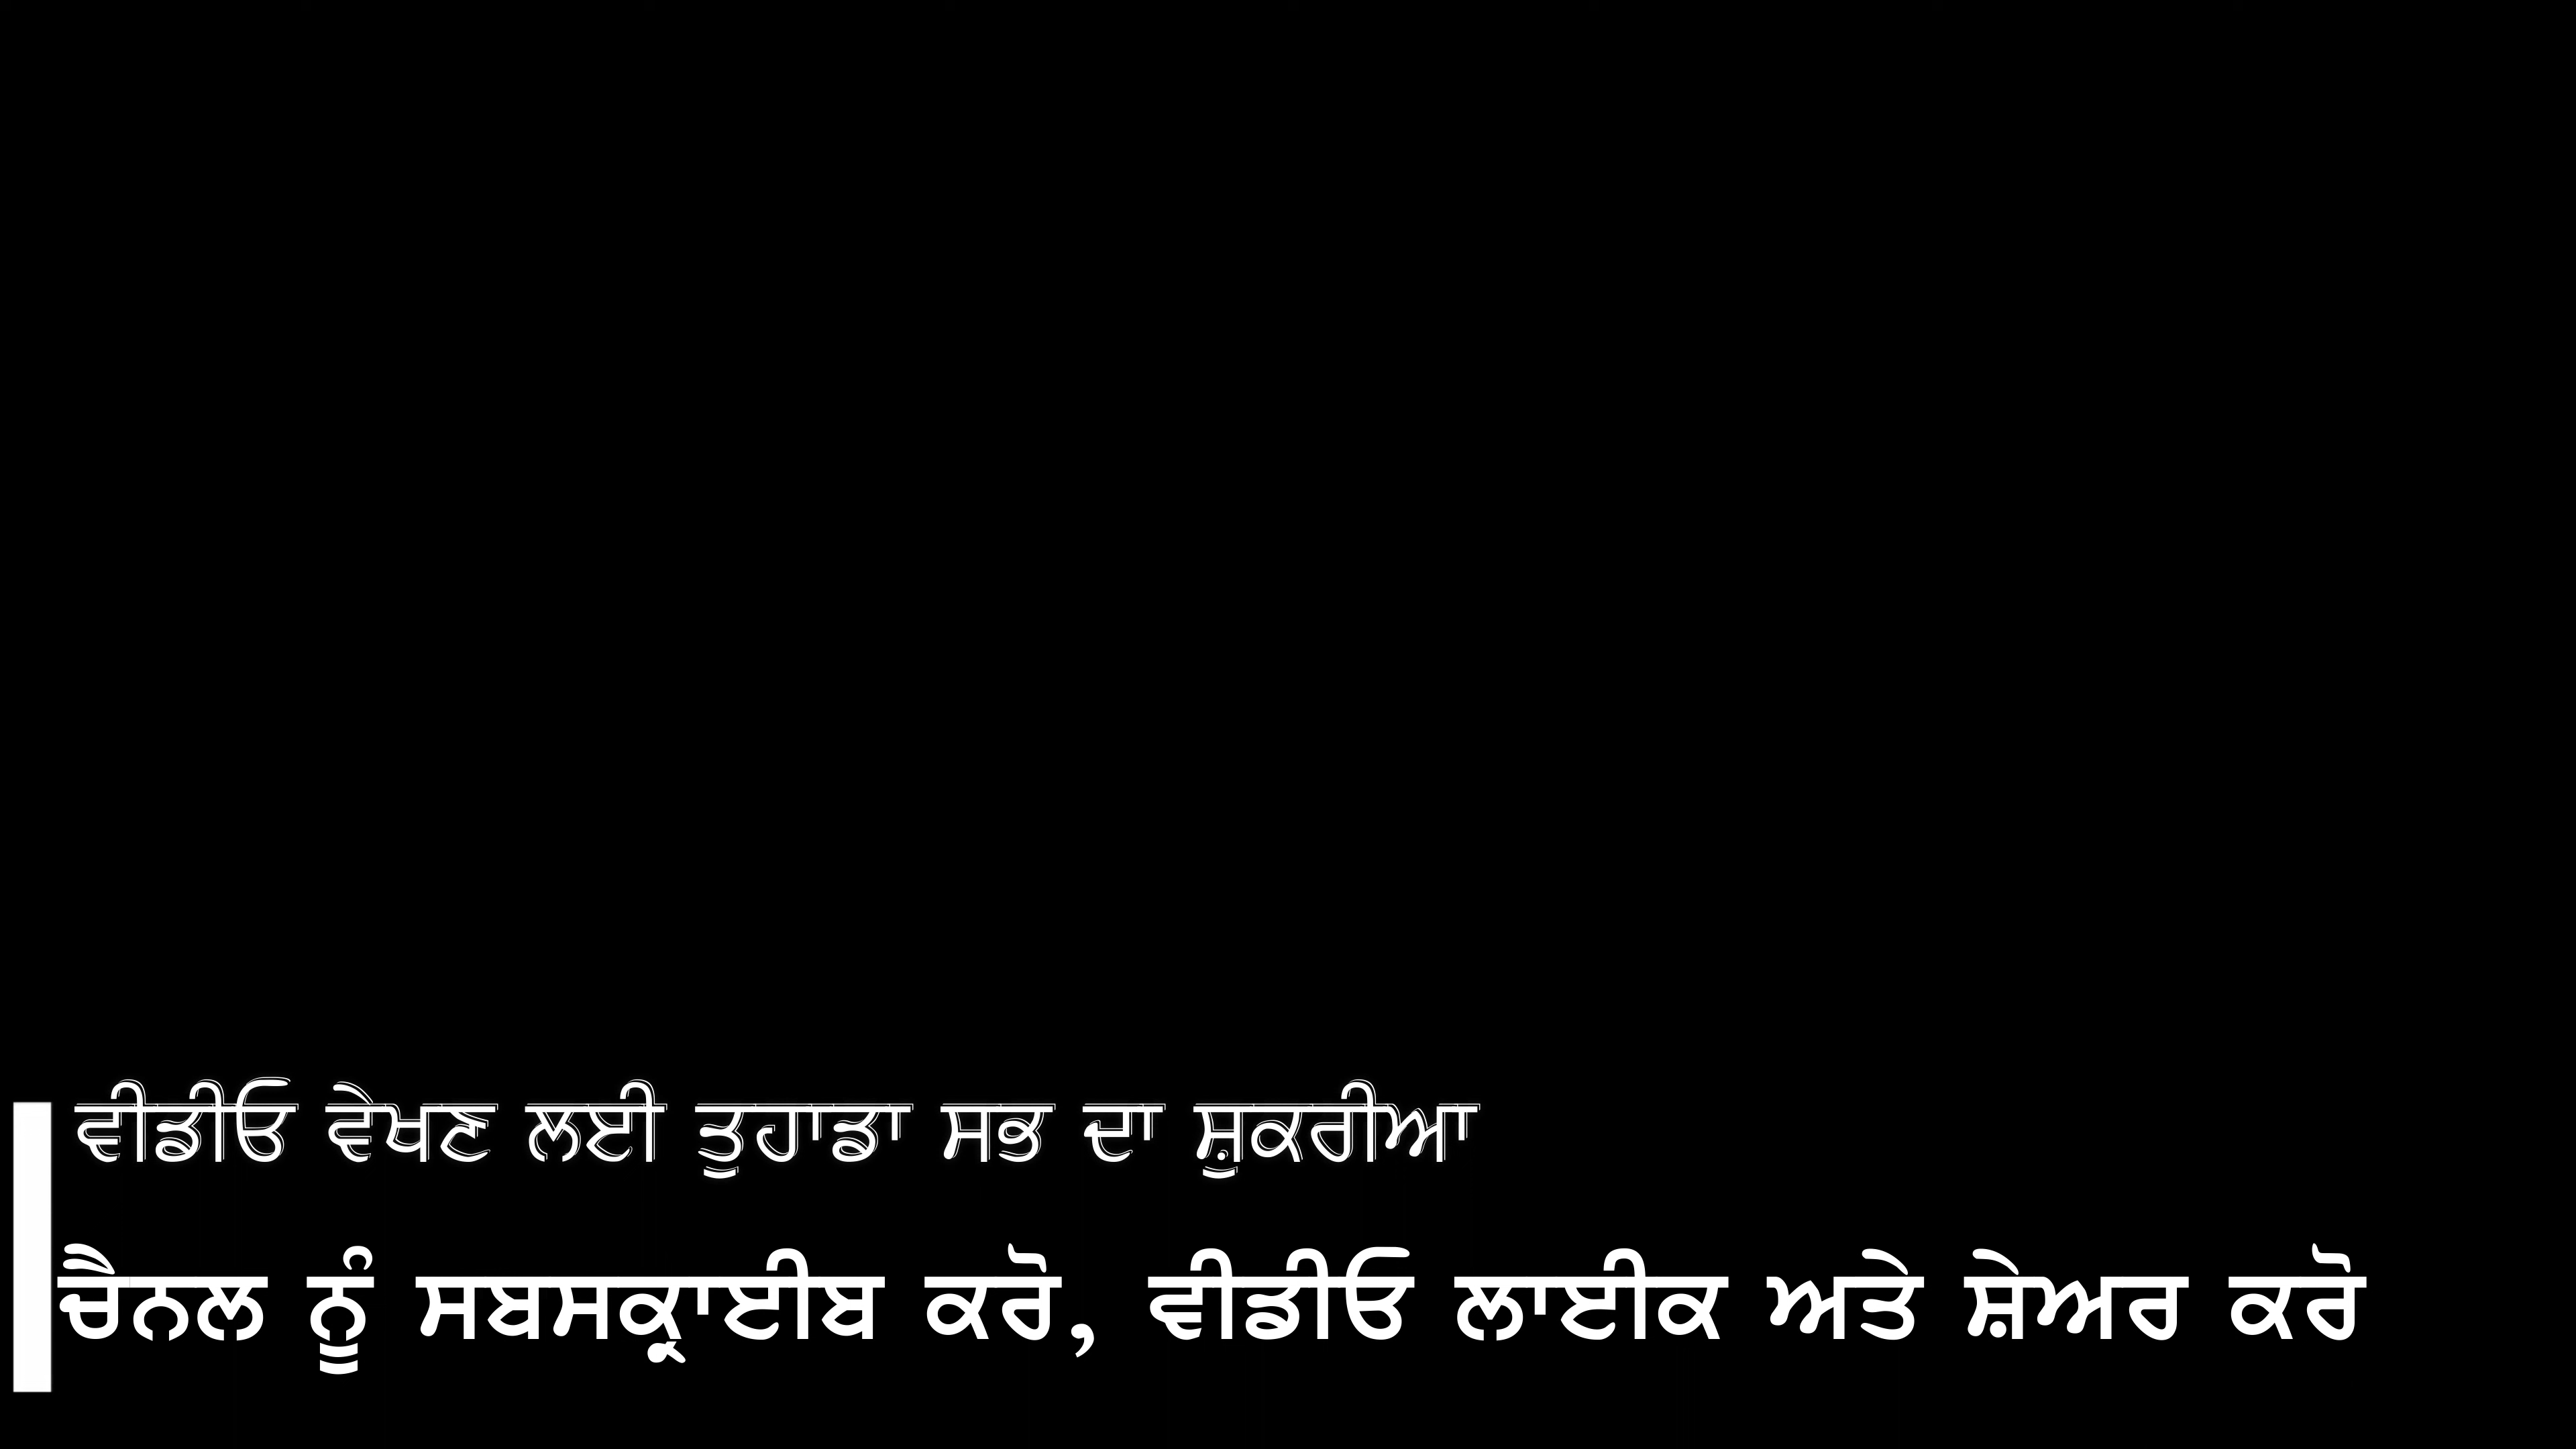 ਵੀਡੀਓ ਵੇਖਣ ਲਈ ਤੁਹਾਡਾ ਸਭ ਦਾ ਸ਼ੁਕਰੀਆ
ਚੈਨਲ ਨੂੰ ਸਬਸਕ੍ਰਾਈਬ ਕਰੋ, ਵੀਡੀਓ ਲਾਈਕ ਅਤੇ ਸ਼ੇਅਰ ਕਰੋ